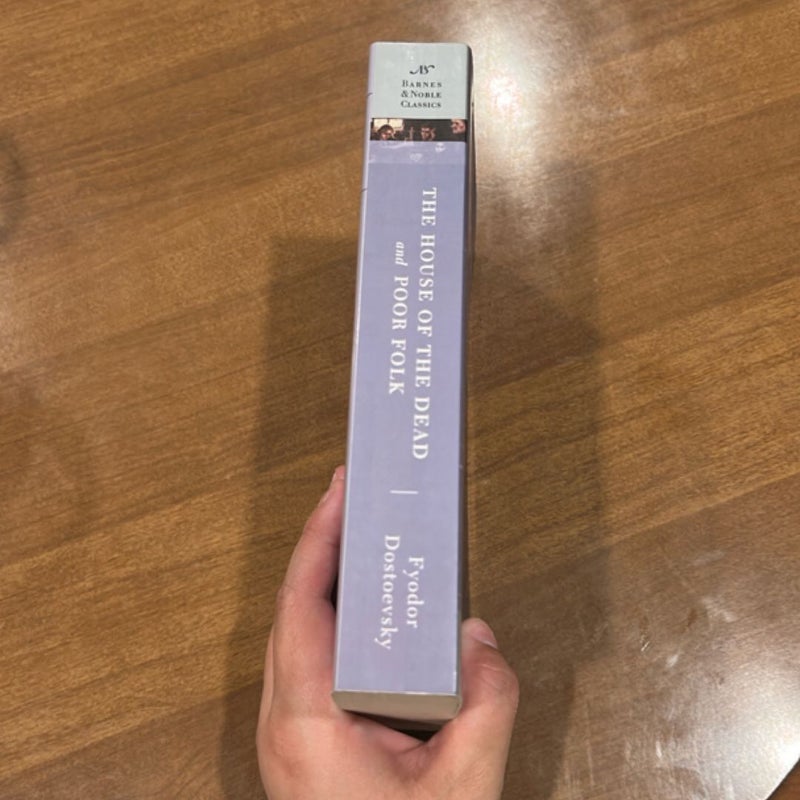 BARNES
& NOBLE
CLASSICS
THE HOUSE OF THE DEAD
and POOR FOLK
Fyodor
Dostoevsky